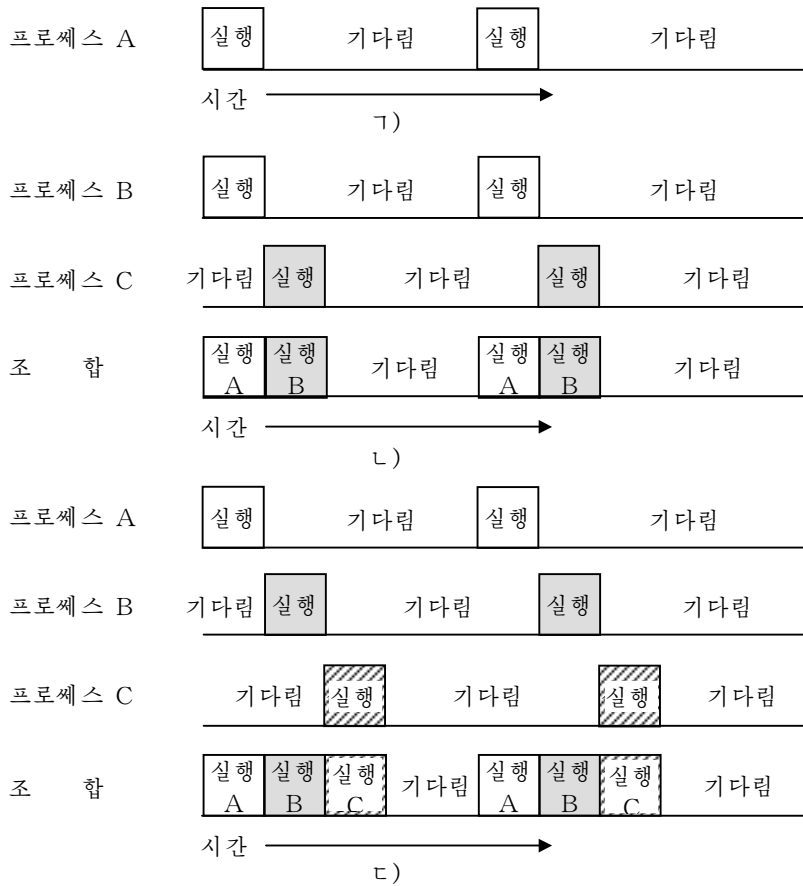 프로쎄스 A 실행 기다림 실행 기다림
시간
ㄱ)
프로쎄스 B 실행 기다림 실행 기다림
프로쎄스 C 기다림 실행 기다림 실행 기다림
조 합 실행 A 실행 B 기다림 실행 A 실행 B 기다림
시간
ㄴ)
프로쎄스 A 실행 기다림 실행 기다림
프로쎄스 B 기다림 실행 기다림 실행 기다림
프로쎄스 C 기다림 실행 기다림 실행 기다림
조 합 실행 A 실행 B 실행 C 기다림 실행 A 실행 B 실행 C 기다림
시간
ㄷ)